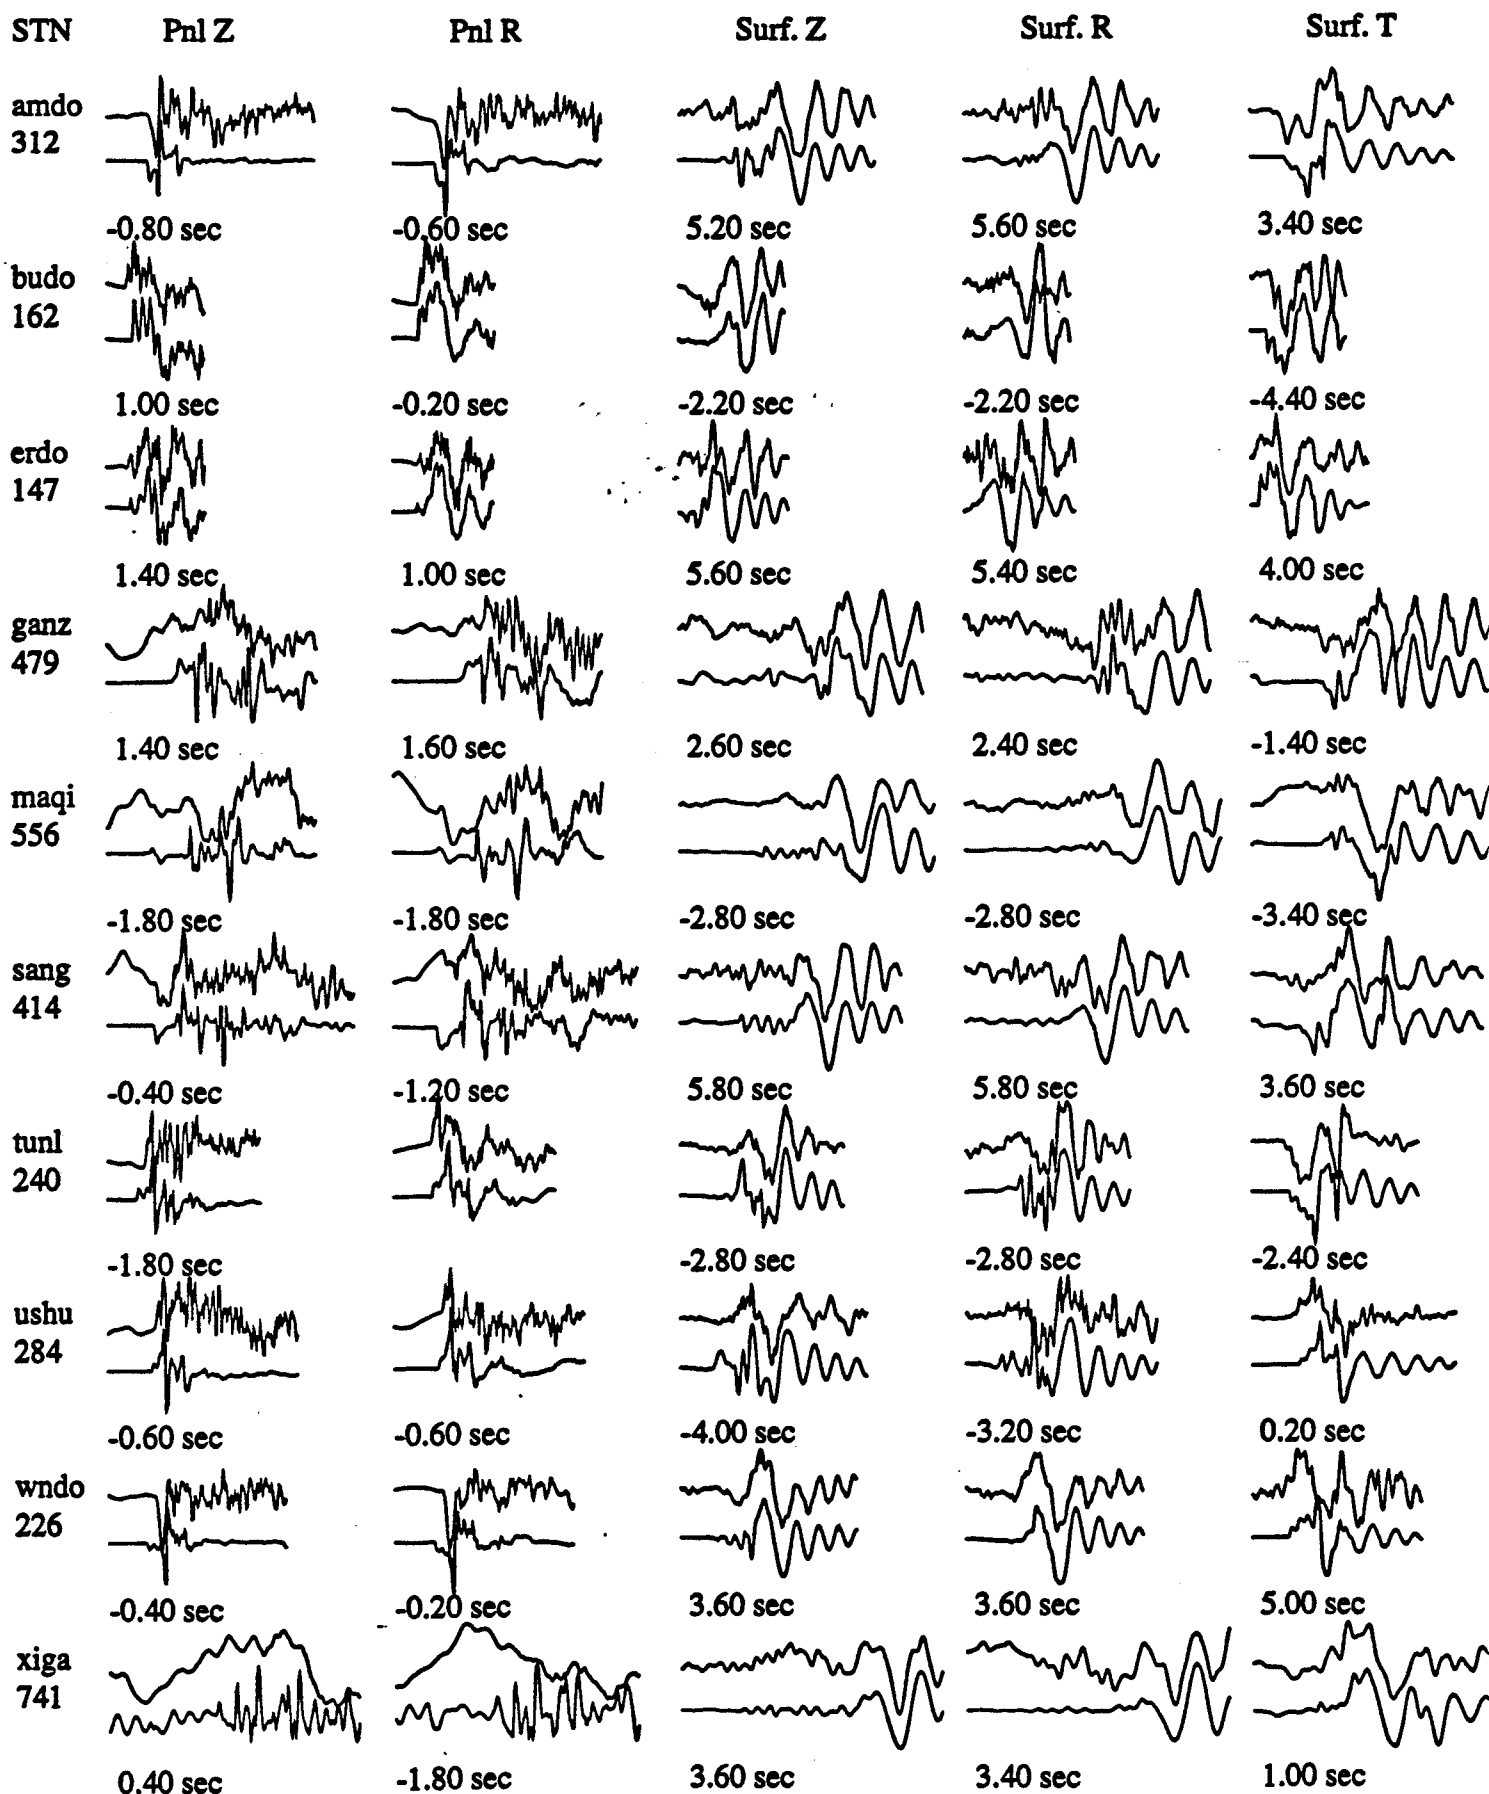 STN Pnl Z Pnl R Surf. Z Surf. R Surf. T
amdo
312
-0.80 sec -0.60 sec 5.20 sec 5.60 sec 3.40 sec
budo
162
1.00 sec -0.20 sec -2.20 sec -2.20 sec -4.40 sec
erdo
147
1.40 sec 1.00 sec 5.60 sec 5.40 sec 4.00 sec
ganz
479
1.40 sec 1.60 sec 2.60 sec 2.40 sec -1.40 sec
maqi
556
-1.80 sec -1.80 sec -2.80 sec -2.80 sec -3.40 sec
sang
414
-0.40 sec -1.20 sec 5.80 sec 5.80 sec 3.60 sec
tunl
240
-1.80 sec -2.80 sec -2.80 sec -2.40 sec
ushu
284
-0.60 sec -0.60 sec -4.00 sec -3.20 sec 0.20 sec
wndo
226
-0.40 sec -0.20 sec 3.60 sec 3.60 sec 5.00 sec
xiga
741
0.40 sec -1.80 sec 3.60 sec 3.40 sec 1.00 sec